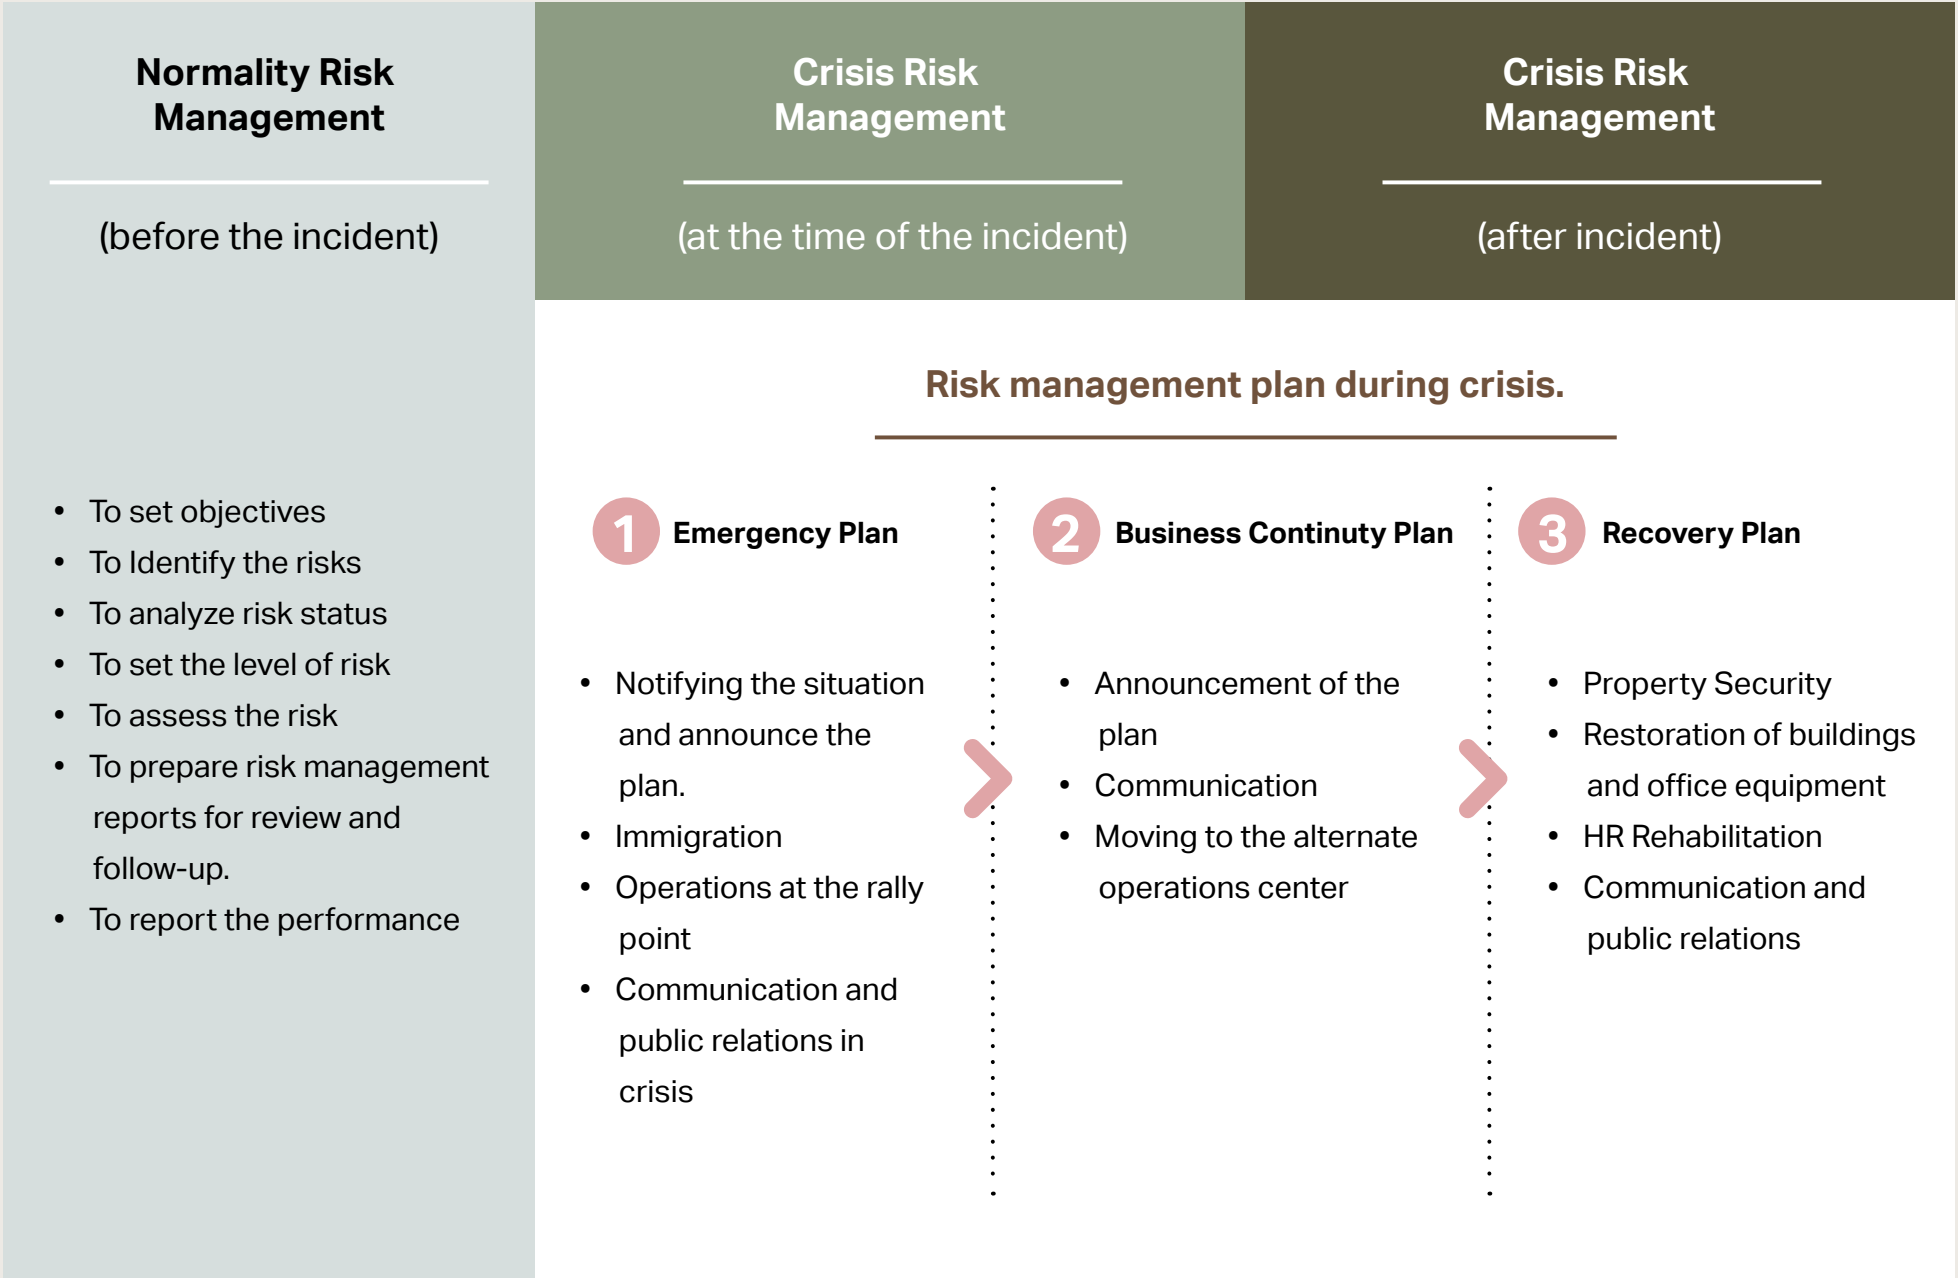 Normality Risk
Management
(before the incident)
• To set objectives
• To Identify the risks
• To analyze risk status
• To set the level of risk
• To assess the risk
• To prepare risk management
reports for review and
follow-up.
• To report the performance
Crisis Risk
Management
(at the time of the incident)
Crisis Risk
Management
(after incident)
Risk management plan during crisis.
1 Emergency Plan
• Notifying the situation
and announce the
plan.
• Immigration
• Operations at the rally
point
• Communication and
public relations in
crisis
2 Business Continuty Plan
• Announcement of the
plan
• Communication
• Moving to the alternate
operations center
3 Recovery Plan
• Property Security
• Restoration of buildings
and office equipment
• HR Rehabilitation
• Communication and
public relations